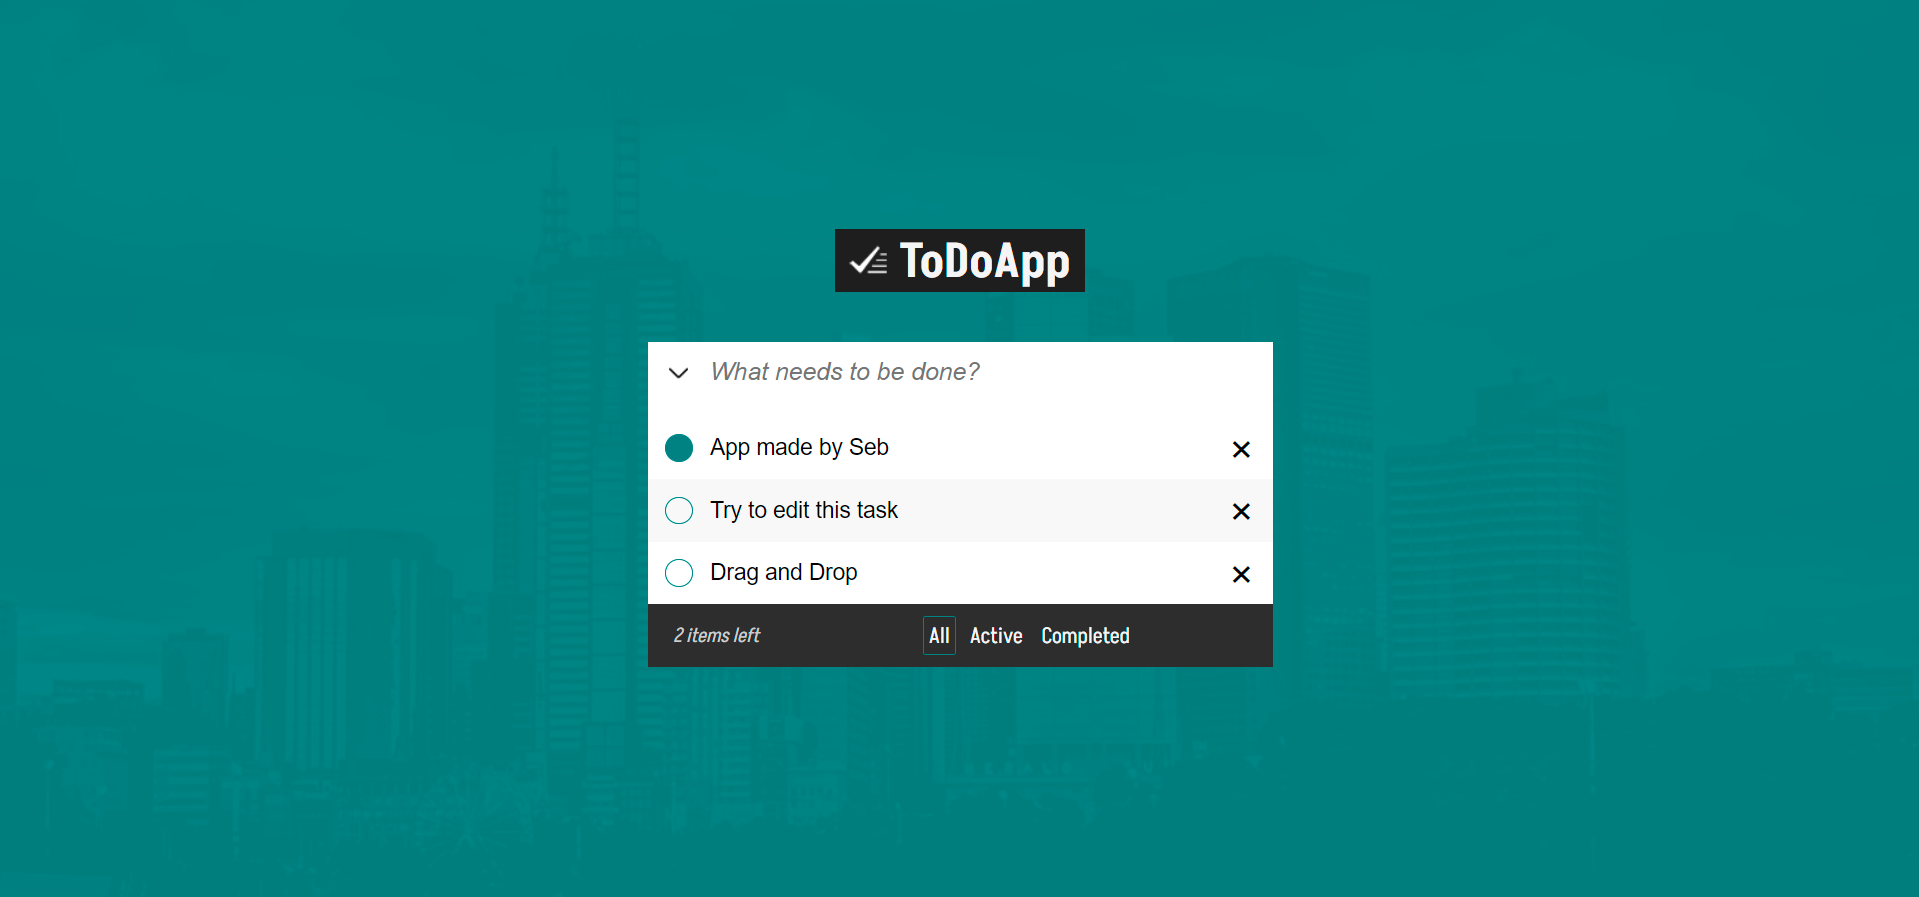 ToDoApp
What needs to be done?
App made by Seb
Try to edit this task
Drag and Drop
2 items left All Active Completed